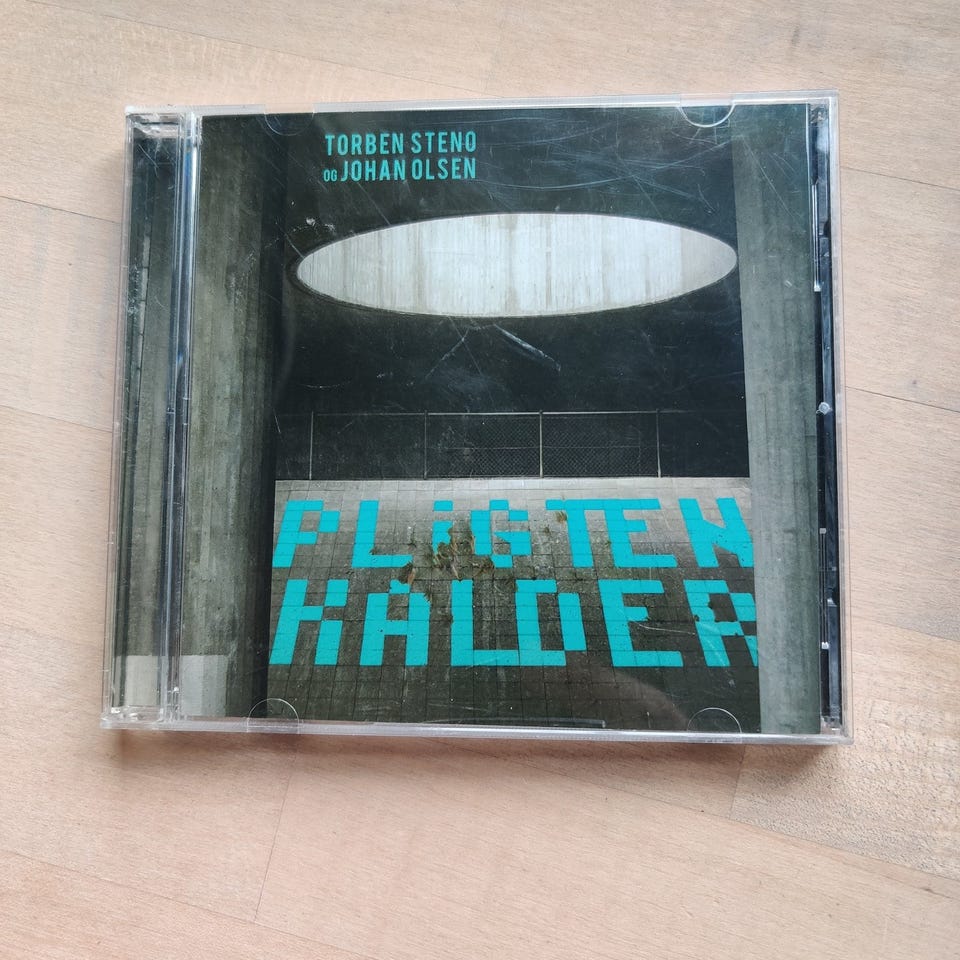 TORBEN STENO
OG JOHAN OLSEN
PLiGTEN
KALDER